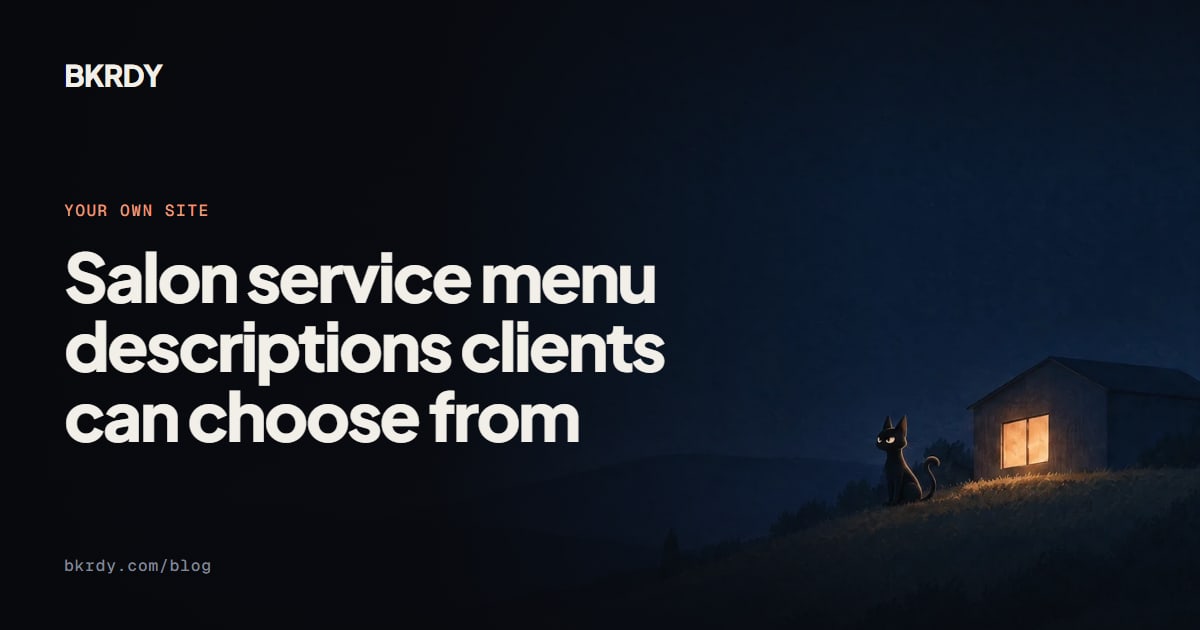 BKRDY
YOUR OWN SITE
Salon service menu
descriptions clients
can choose from
bkrdy.com/blog